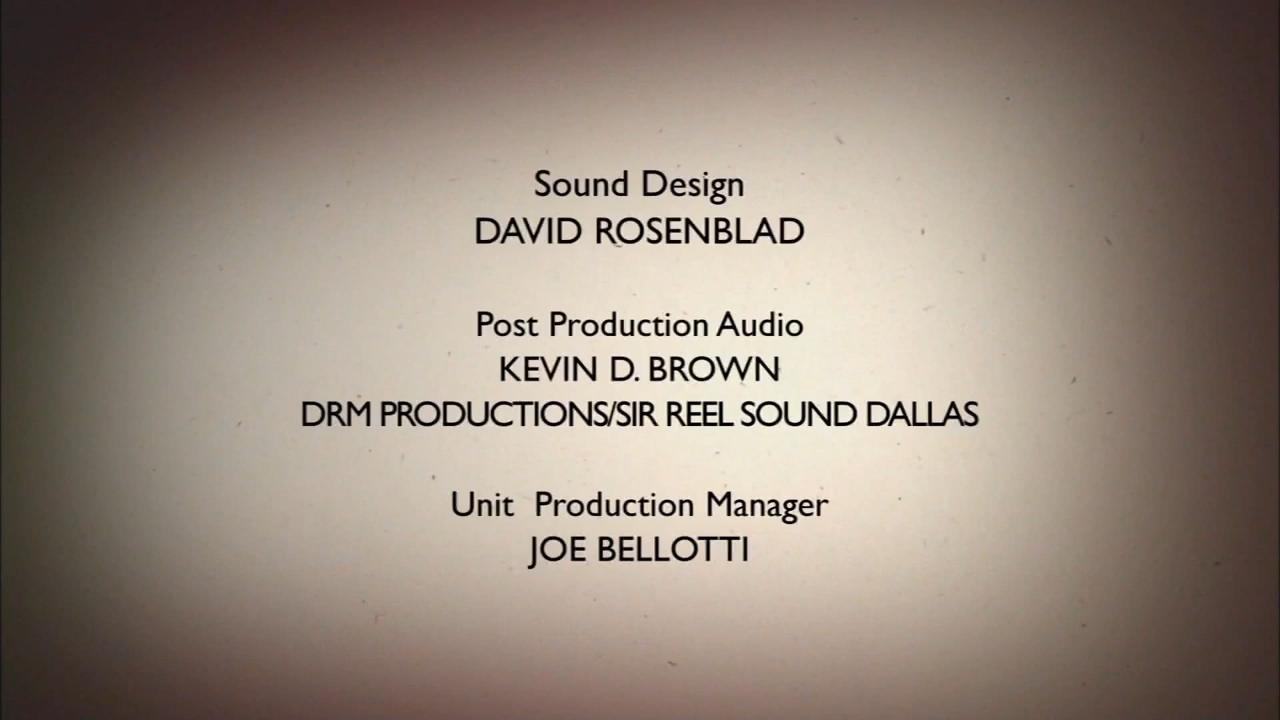 Sound Design
DAVID ROSENBLAD
Post Production Audio
KEVIN D. BROWN
DRM PRODUCTIONS/SIR REEL SOUND DALLAS
Unit  Production Manager
JOE BELLOTTI